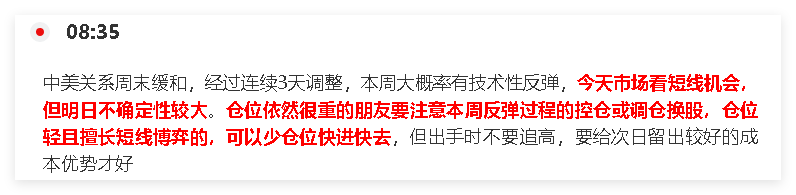 08:35
中美关系周末缓和，经过连续3天调整，本周大概率有技术性反弹，今天市场看短线机会，
但明日不确定性较大。仓位依然很重的朋友要注意本周反弹过程的控仓或调仓换股，仓位
轻且擅长短线博弈的，可以少仓位快进快去，但出手时不要追高，要给次日留出较好的成
本优势才好